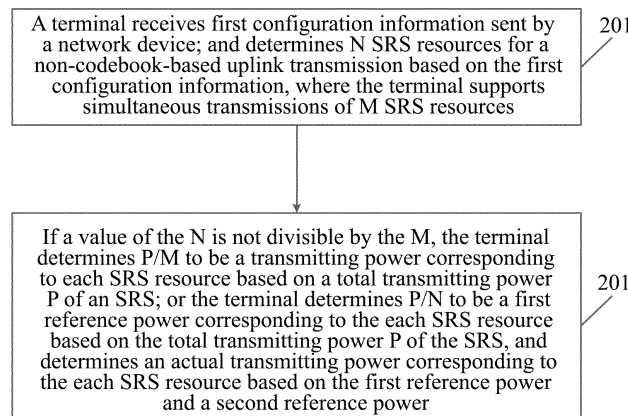 A terminal receives first configuration information sent by
a network device; and determines N SRS resources for a
non-codebook-based uplink transmission based on the first
configuration information, where the terminal supports
simultaneous transmissions of M SRS resources
201
If a value of the N is not divisible by the M, the terminal
determines P/M to be a transmitting power corresponding
to each SRS resource based on a total transmitting power
P of an SRS; or the terminal determines P/N to be a first
reference power corresponding to the each SRS resource
based on the total transmitting power P of the SRS, and
determines an actual transmitting power corresponding to
the each SRS resource based on the first reference power
and a second reference power
201